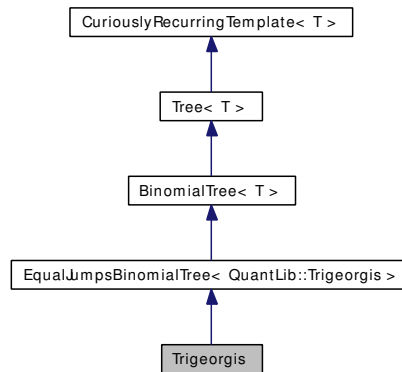 CuriouslyRecurringTemplate< T >
Tree< T >
BinomialTree< T >
EqualJumpsBinomialTree< QuantLib::Trigeorgis >
Trigeorgis